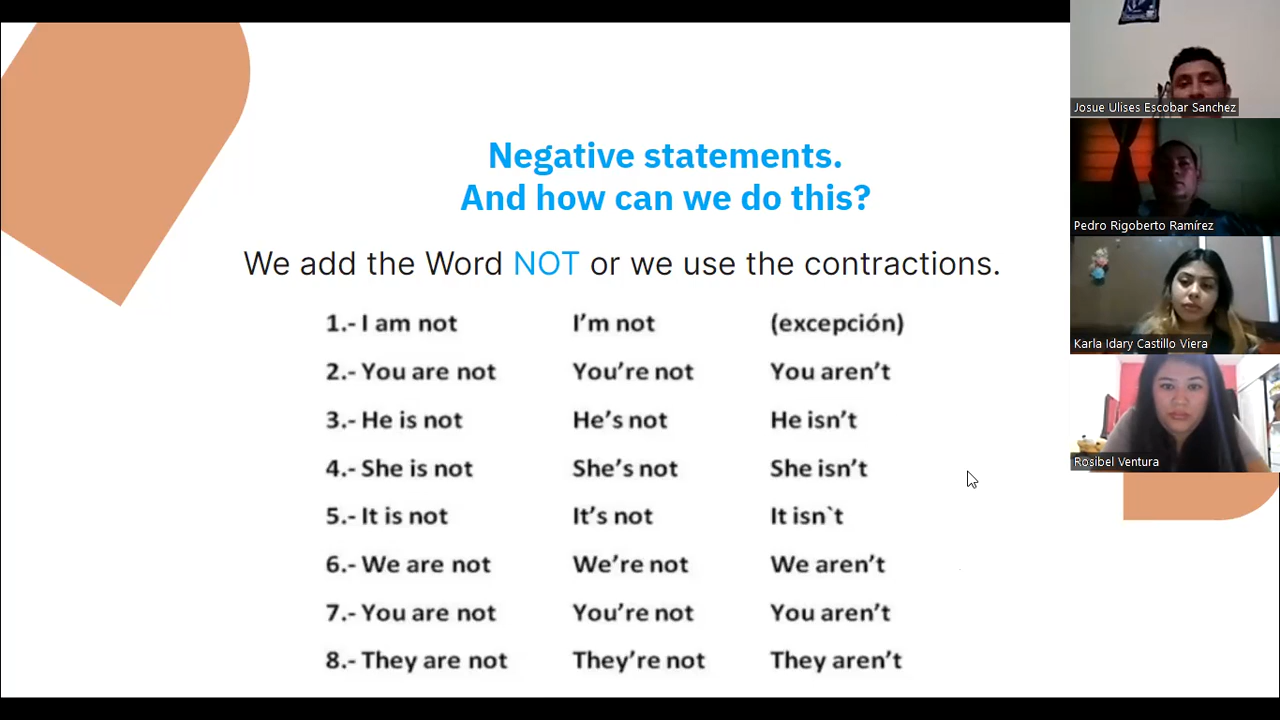 Negative statements.
And how can we do this?
We add the Word NOT or we use the contractions.
1.- I am not I'm not (excepción)
2.- You are not You're not You aren't
3.- He is not He's not He isn't
4.- She is not She's not She isn't
5.- It is not It's not It isn`t
6.- We are not We're not We aren't
7.- You are not You're not You aren't
8.- They are not They're not They aren't
Josue Ulises Escobar Sanchez
Pedro Rigoberto Ramírez
Karla Idary Castillo Viera
Rosibel Ventura